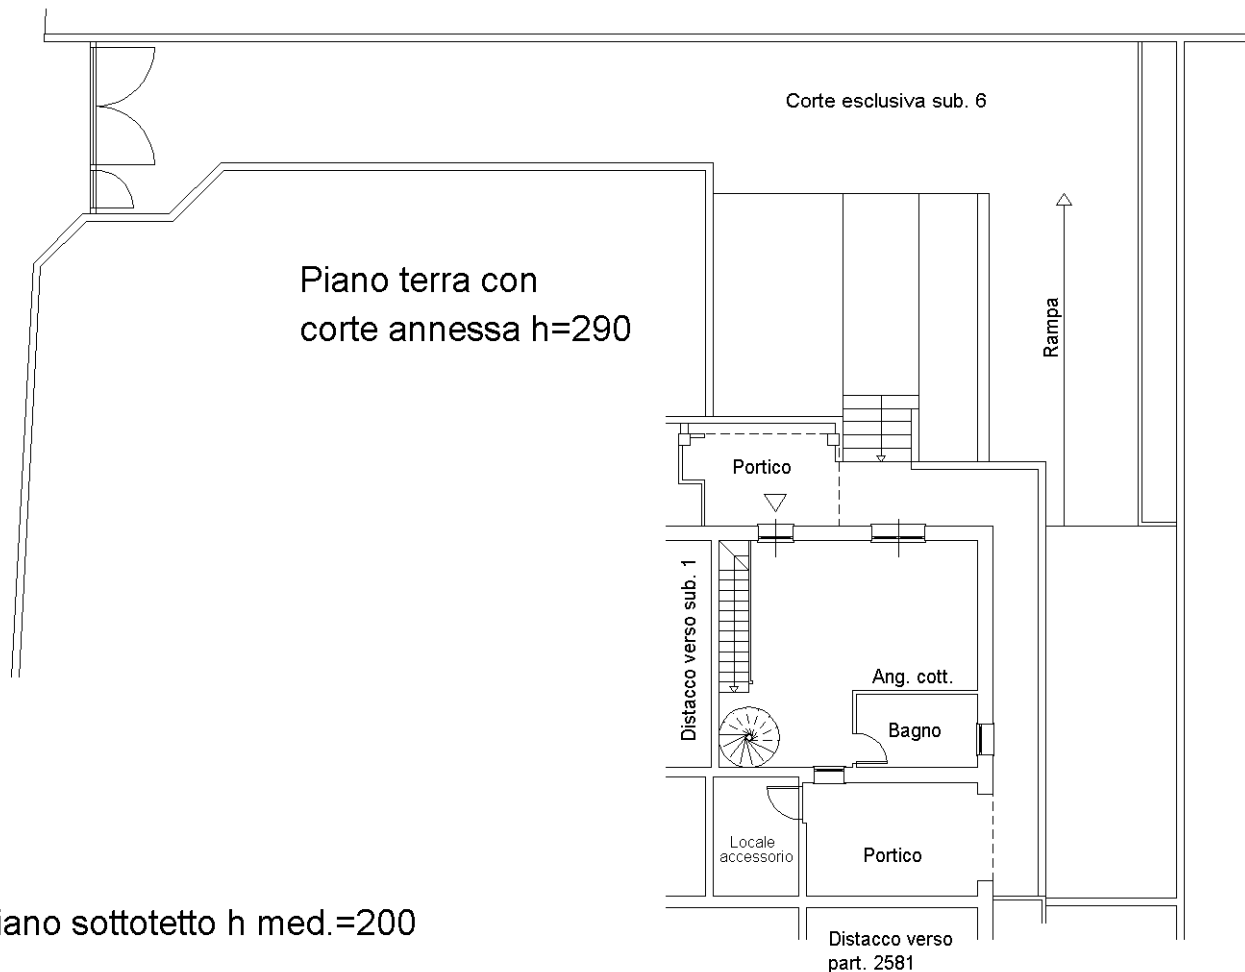 Corte esclusiva sub. 6
Piano terra con
corte annessa h=290
Rampa
Portico
Distacco verso sub. 1
Ang. cott.
Bagno
Locale
accessorio
Portico
iano sottotetto h med.=200
Distacco verso
part. 2581